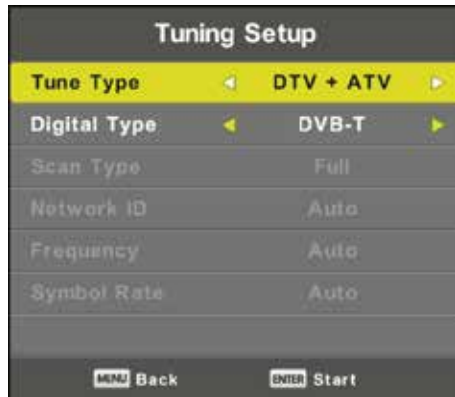 Tuning Setup
Tune Type DTV + ATV
Digital Type DVB-T
Scan Type Full
Network ID Auto
Frequency Auto
Symbol Rate Auto
MENU Back ENTER Start